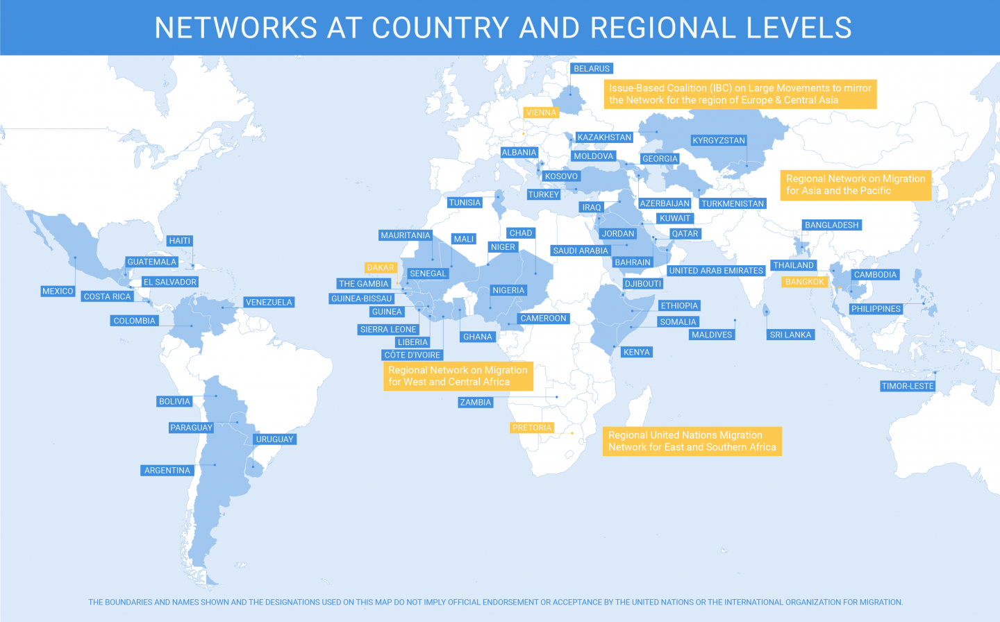 NETWORKS AT COUNTRY AND REGIONAL LEVELS
BELARUS
Issue-Based Coalition (IBC) on Large Movements to mirror
the Network for the region of Europe & Central Asia
VIENNA
KAZAKHSTAN
KYRGYZSTAN
ALBANIA
MOLDOVA
GEORGIA
KOSOVO
Regional Network on Migration
for Asia and the Pacific
TURKEY
TUNISIA
IRAQ
AZERBAIJAN
TURKMENISTAN
KUWAIT
BANGLADESH
MAURITANIA
MALI
CHAD
JORDAN
QATAR
HAITI
NIGER
SAUDI ARABIA
GUATEMALA
BAHRAIN
THAILAND
DAKAR
SENEGAL
UNITED ARAB EMIRATES
CAMBODIA
EL SALVADOR
THE GAMBIA
DJIBOUTI
BANGKOK
MEXICO
NIGERIA
COSTA RICA
GUINEA-BISSAU
VENEZUELA
ETHIOPIA
PHILIPPINES
GUINEA
COLOMBIA
CAMEROON
SOMALIA
SIERRA LEONE
MALDIVES
SRI LANKA
GHANA
LIBERIA
KENYA
CÔTE D'IVOIRE
Regional Network on Migration
for West and Central Africa
TIMOR-LESTE
BOLIVIA
ZAMBIA
PARAGUAY
PRETORIA
URUGUAY
Regional United Nations Migration
Network for East and Southern Africa
ARGENTINA
THE BOUNDARIES AND NAMES SHOWN AND THE DESIGNATIONS USED ON THIS MAP DO NOT IMPLY OFFICIAL ENDORSEMENT OR ACCEPTANCE BY THE UNITED NATIONS OR THE INTERNATIONAL ORGANIZATION FOR MIGRATION.